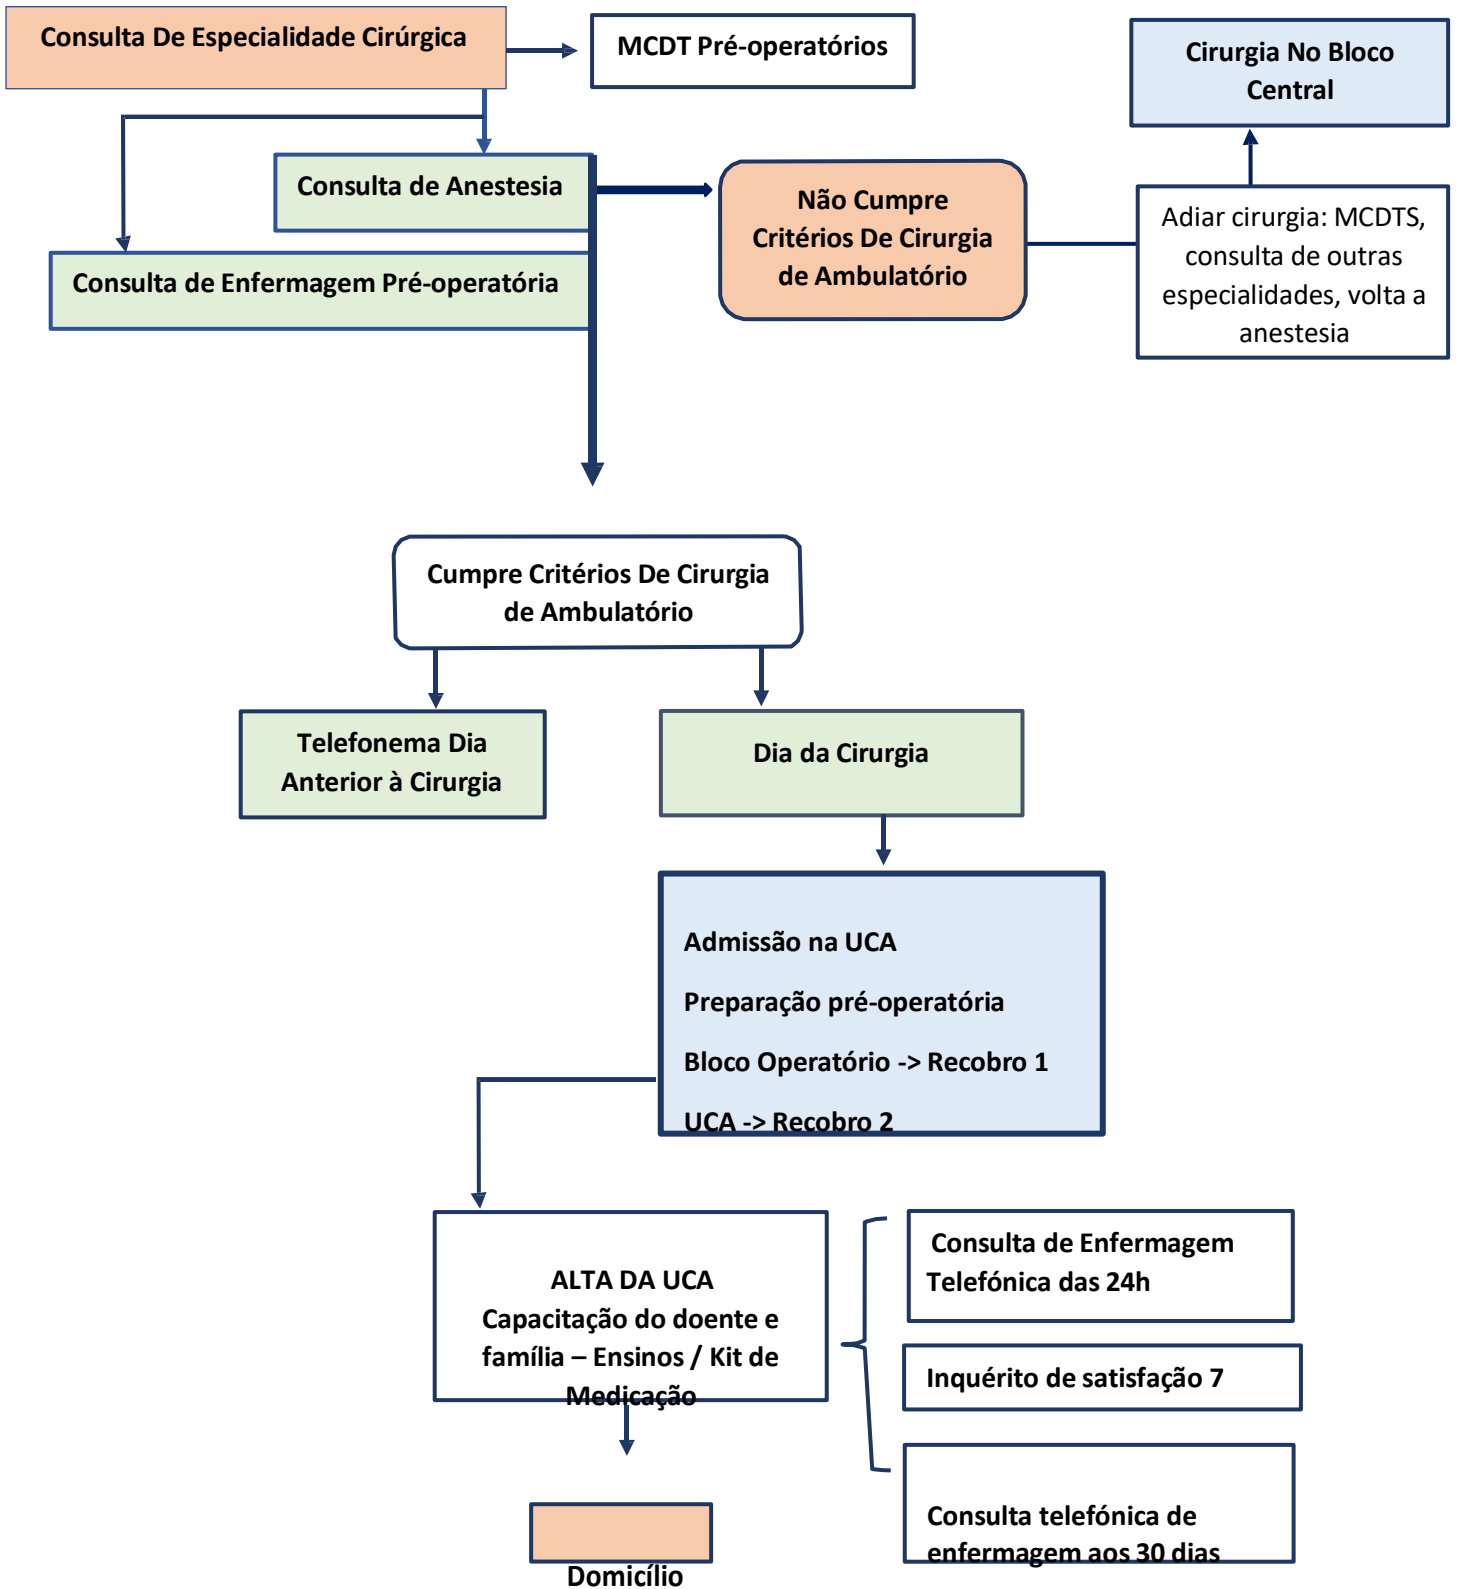 Consulta De Especialidade Cirúrgica
MCDT Pré-operatórios
Cirurgia No Bloco
Central
Consulta de Anestesia
Não Cumpre
Critérios De Cirurgia
de Ambulatório
Adiar cirurgia: MCDTS,
consulta de outras
especialidades, volta a
anestesia
Consulta de Enfermagem Pré-operatória
Cumpre Critérios De Cirurgia
de Ambulatório
Telefonema Dia
Anterior à Cirurgia
Dia da Cirurgia
Admissão na UCA
Preparação pré-operatória
Bloco Operatório -> Recobro 1
UCA -> Recobro 2
ALTA DA UCA
Capacitação do doente e
família – Ensinos / Kit de
Medicação
Consulta de Enfermagem
Telefónica das 24h
Inquérito de satisfação 7
Consulta telefónica de
enfermagem aos 30 dias
Domicílio